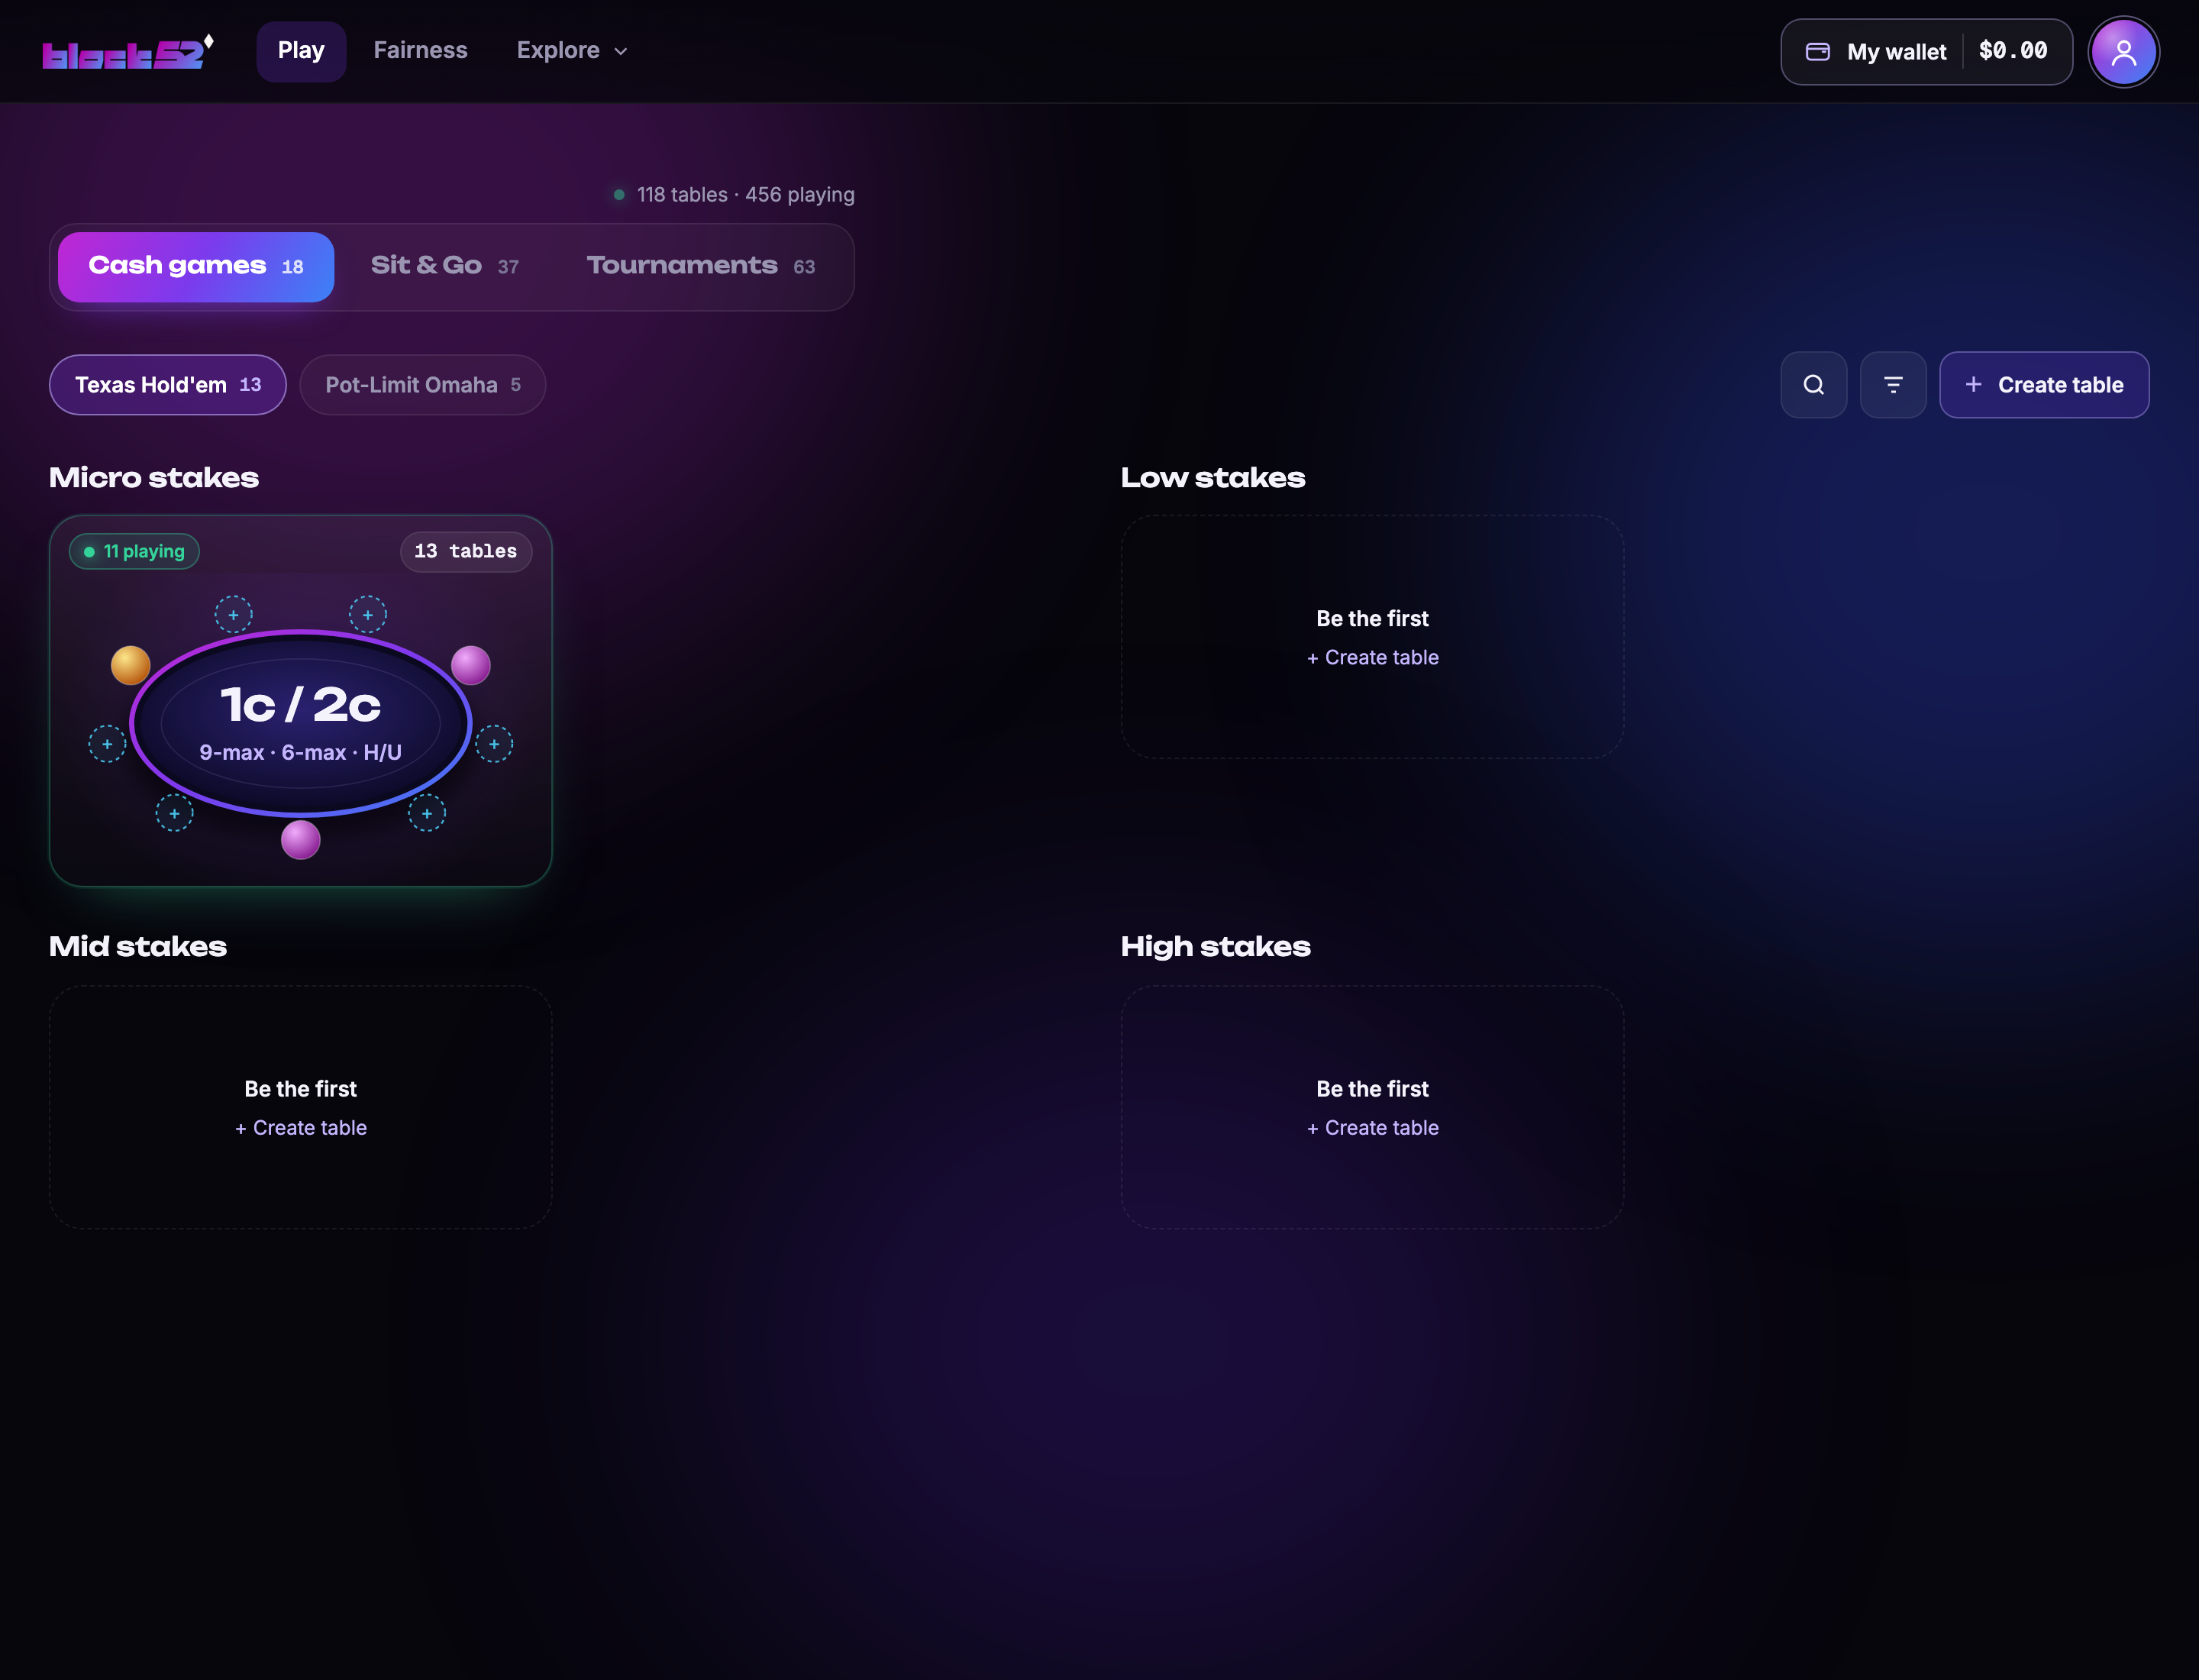 block52
Play
Fairness
Explore
My wallet
$0.00
118 tables · 456 playing
Cash games 18
Sit & Go 37
Tournaments 63
Texas Hold'em 13
Pot-Limit Omaha 5
+ Create table
Micro stakes
11 playing
13 tables
+
+
+
+
1c / 2c
9-max · 6-max · H/U
+
+
Low stakes
Be the first
+ Create table
Mid stakes
Be the first
+ Create table
High stakes
Be the first
+ Create table